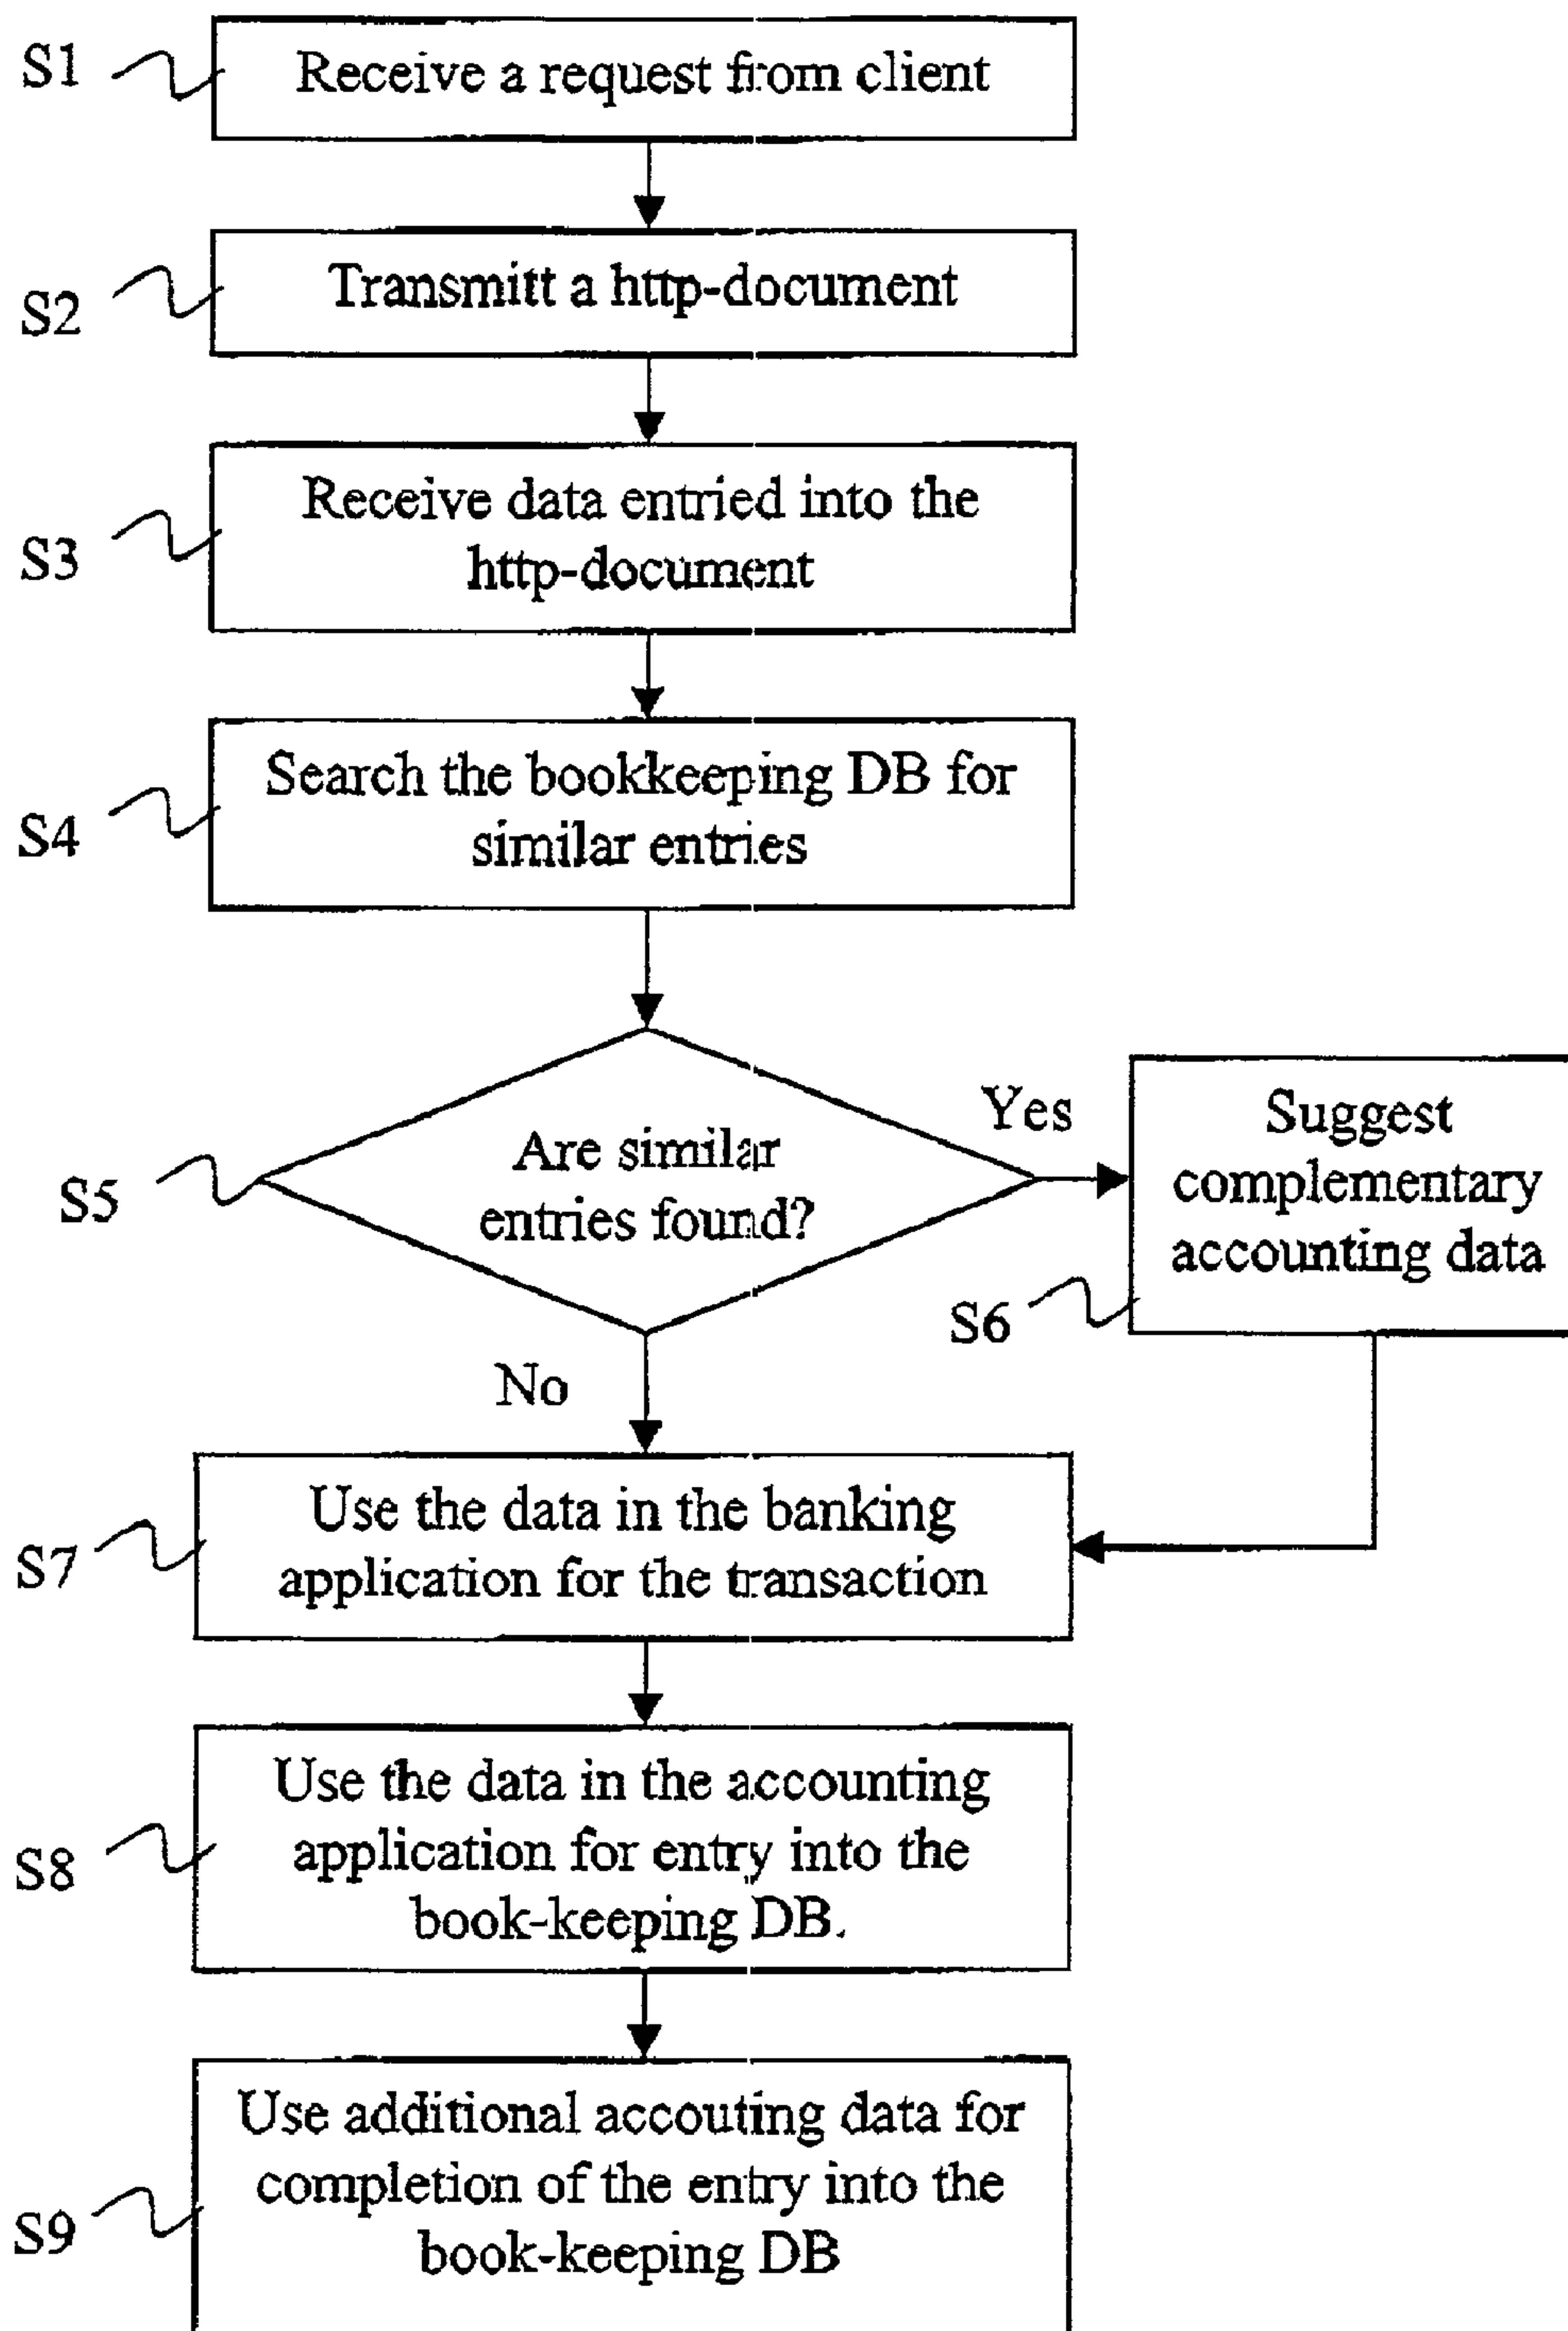 S1
Receive a request from client
S2
Transmitt a http-document
S3
Receive data entried into the
http-document
S4
Search the bookkeeping DB for
similar entries
S5
Are similar
entries found?
Yes
S6
Suggest
complementary
accounting data
No
S7
Use the data in the banking
application for the transaction
S8
Use the data in the accounting
application for entry into the
book-keeping DB.
S9
Use additional accouting data for
completion of the entry into the
book-keeping DB